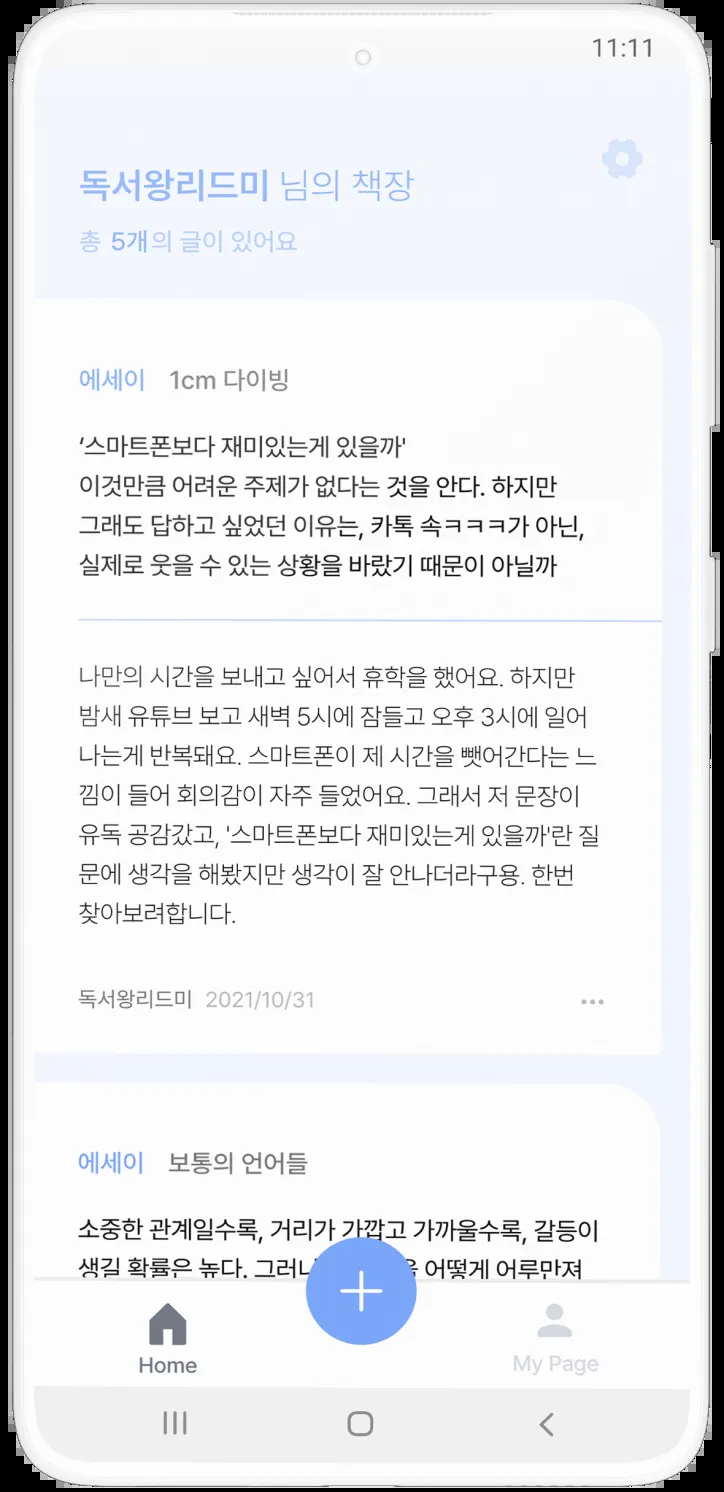 11:11
독서왕리드미 님의 책장
총 5개의 글이 있어요
에세이 1cm 다이빙
‘스마트폰보다 재미있는게 있을까'
이것만큼 어려운 주제가 없다는 것을 안다. 하지만
그래도 답하고 싶었던 이유는, 카톡 속ㅋㅋㅋ가 아닌,
실제로 웃을 수 있는 상황을 바랐기 때문이 아닐까
나만의 시간을 보내고 싶어서 휴학을 했어요. 하지만
밤새 유튜브 보고 새벽 5시에 잠들고 오후 3시에 일어
나는게 반복돼요. 스마트폰이 제 시간을 뺏어간다는 느
낌이 들어 회의감이 자주 들었어요. 그래서 저 문장이
유독 공감갔고, '스마트폰보다 재미있는게 있을까'란 질
문에 생각을 해봤지만 생각이 잘 안나더라구용. 한번
찾아보려합니다.
독서왕리드미 2021/10/31
에세이 보통의 언어들
소중한 관계일수록, 거리가 가깝고 가까울수록, 갈등이
생길 확률은 높다. 어떻게 어루만져
Home
My Page